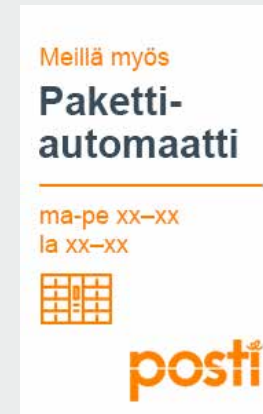 Meillä myös
Paketti-
automaatti
ma-pe xx–xx
la xx–xx
posti